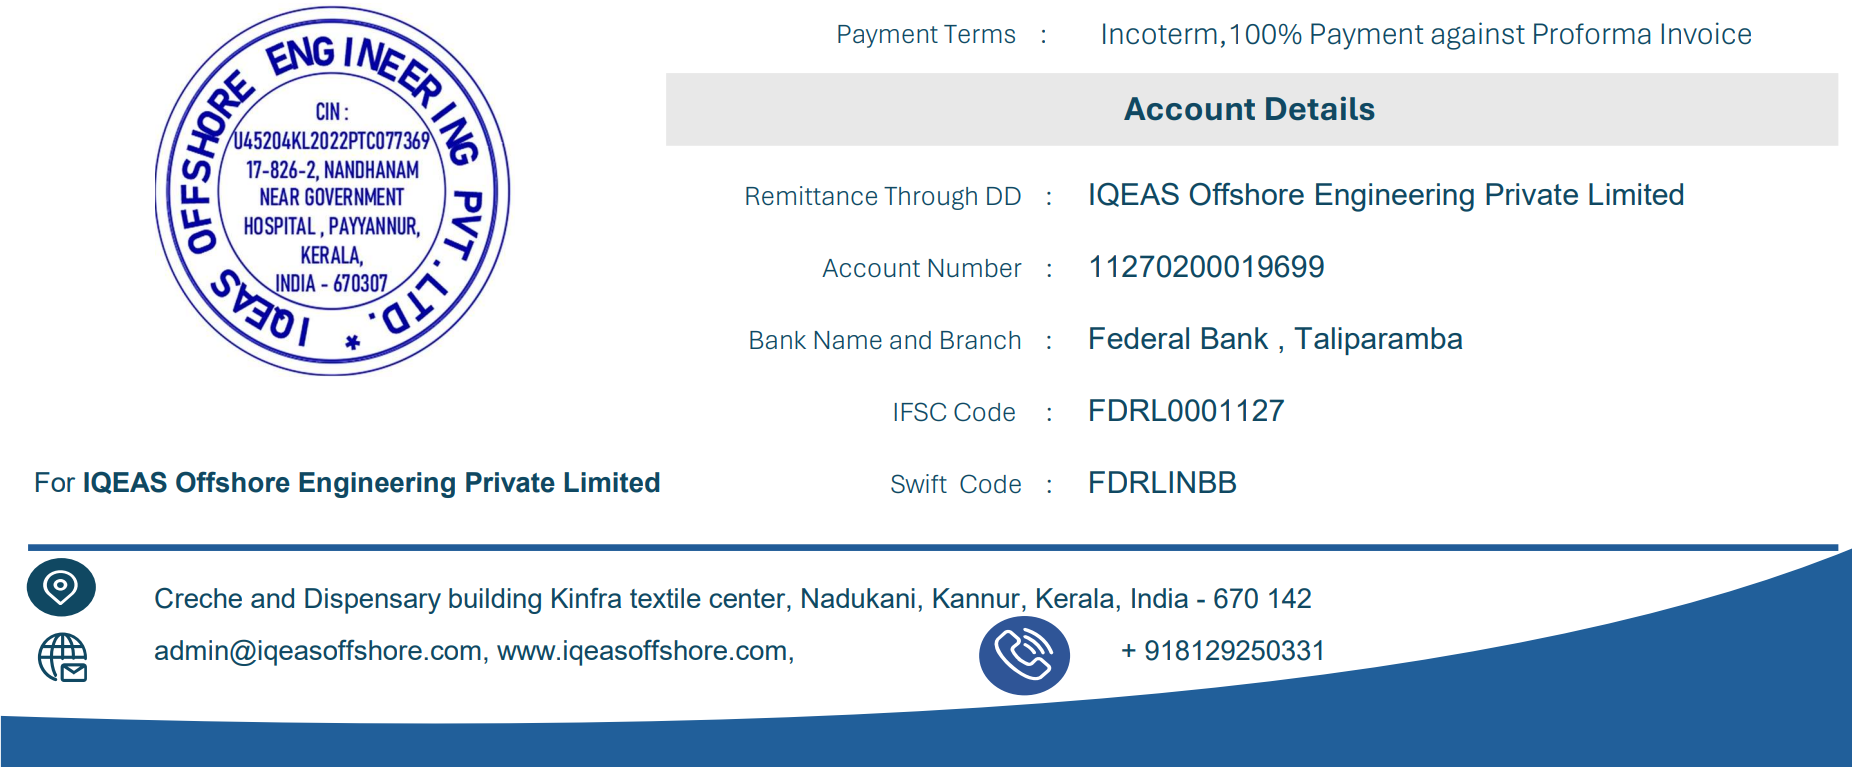 IQEAS OFFSHORE ENGINEERING PVT. LTD. *
CIN :
U45204KL2022PTC077369
17-826-2, NANDHANAM
NEAR GOVERNMENT
HOSPITAL , PAYYANNUR,
KERALA,
INDIA - 670307
For IQEAS Offshore Engineering Private Limited
Payment Terms : Incoterm,100% Payment against Proforma Invoice
Account Details
Remittance Through DD : IQEAS Offshore Engineering Private Limited
Account Number : 11270200019699
Bank Name and Branch : Federal Bank , Taliparamba
IFSC Code : FDRL0001127
Swift Code : FDRLINBB
Creche and Dispensary building Kinfra textile center, Nadukani, Kannur, Kerala, India - 670 142
admin@iqeasoffshore.com, www.iqeasoffshore.com, + 918129250331